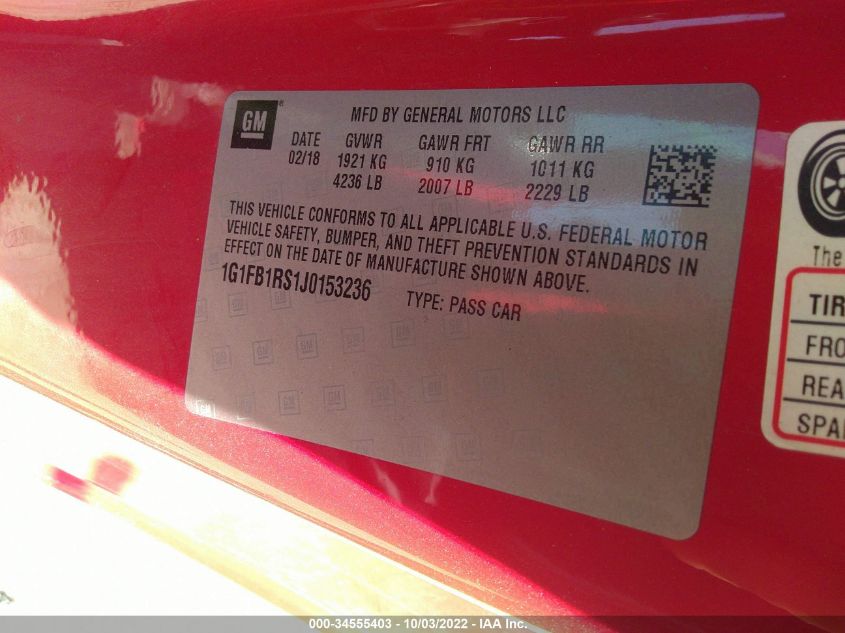 GM
®
MFD BY GENERAL MOTORS LLC
DATE GVWR GAWR FRT GAWR RR
02/18 1921 KG 910 KG 1011 KG
4236 LB 2007 LB 2229 LB
THIS VEHICLE CONFORMS TO ALL APPLICABLE U.S. FEDERAL MOTOR
VEHICLE SAFETY, BUMPER, AND THEFT PREVENTION STANDARDS IN
EFFECT ON THE DATE OF MANUFACTURE SHOWN ABOVE.
1G1FB1RS1J0153236 TYPE: PASS CAR
The
TIR
FRO
REA
SPA
000-34555403 - 10/03/2022 - IAA Inc.